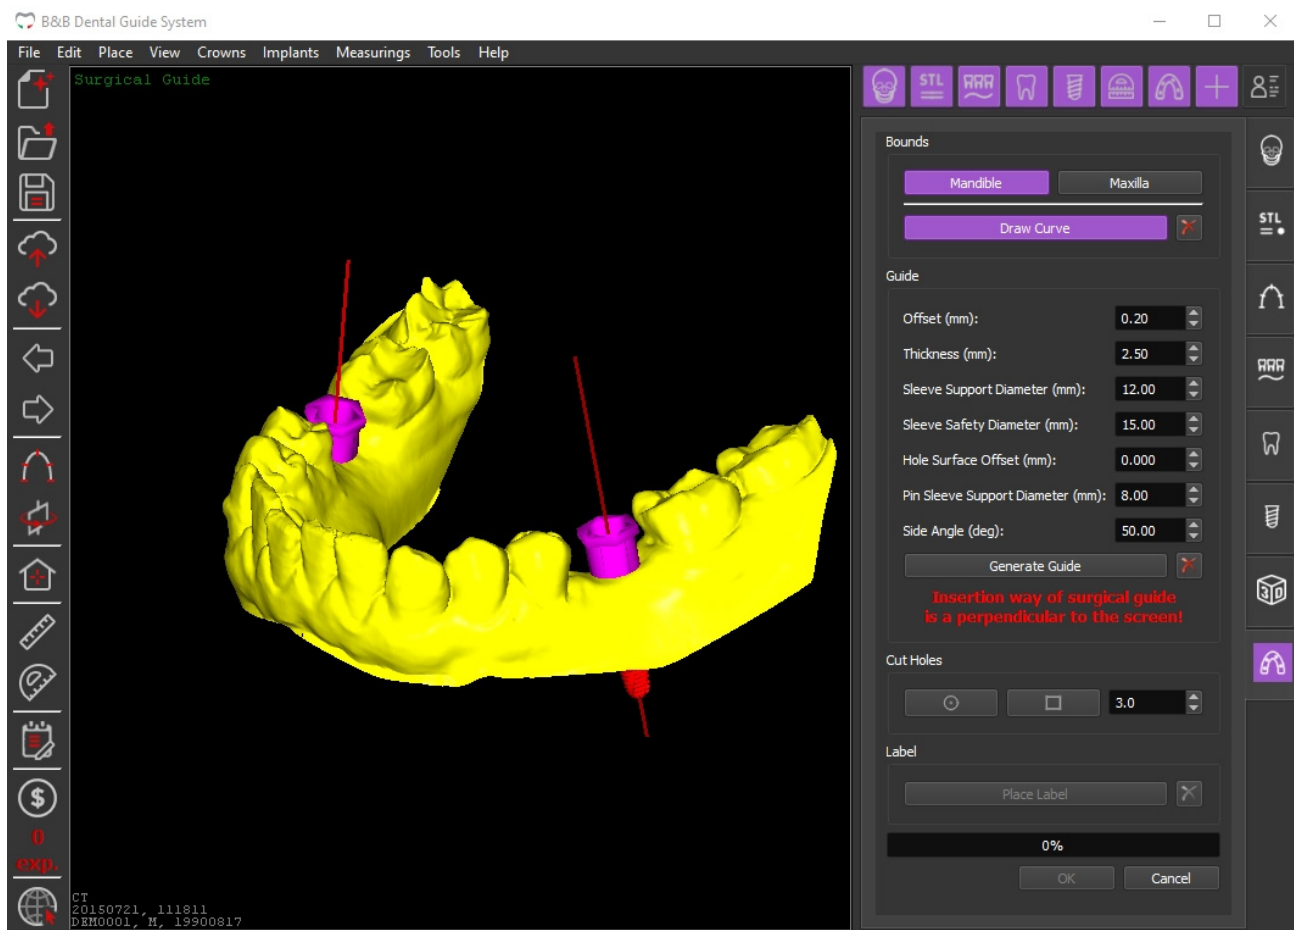 B&B Dental Guide System
File Edit Place View Crowns Implants Measurings Tools Help
Surgical Guide
STL
Bounds
Mandible Maxilla
STL
Draw Curve
Guide
Offset (mm): 0.20
Thickness (mm): 2.50
Sleeve Support Diameter (mm): 12.00
Sleeve Safety Diameter (mm): 15.00
Hole Surface Offset (mm): 0.000
Pin Sleeve Support Diameter (mm): 8.00
Side Angle (deg): 50.00
Generate Guide
3D
Insertion way of surgical guide
is a perpendicular to the screen!
Cut Holes
3.0
Label
Place Label
$
0
exp.
0%
OK Cancel
CT
20150721, 111811
DEM0001, M, 19900817